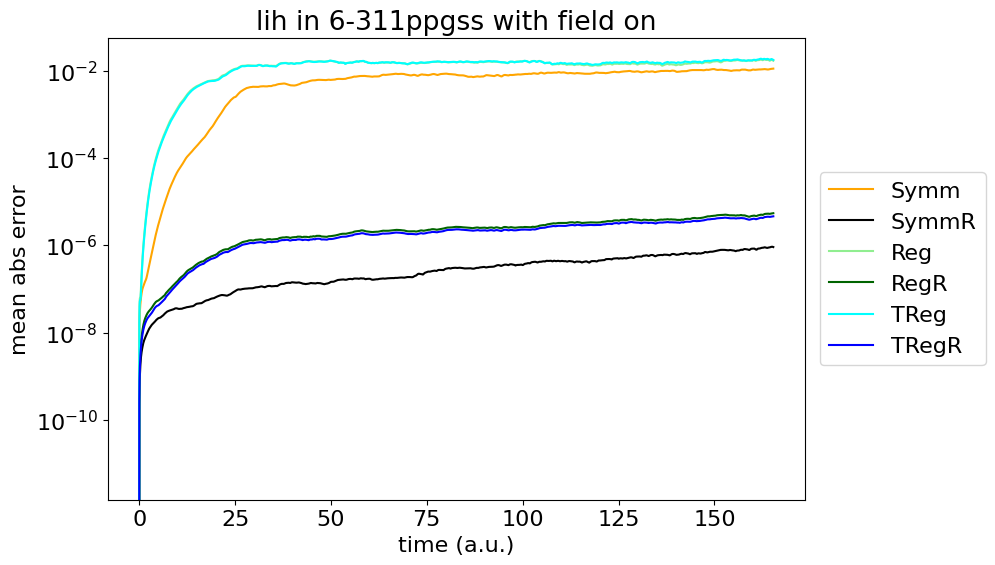 lih in 6-311ppgss with field on
mean abs error
10⁻²
10⁻⁴
10⁻⁶
10⁻⁸
10⁻¹⁰
0 25 50 75 100 125 150
time (a.u.)
Symm
SymmR
Reg
RegR
TReg
TRegR